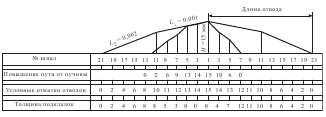 Длина отвода
L₁ = 0,001
L₂ = 0,002
H = 15 мм
№ шпал 21 19 17 15 13 11 9 7 5 3 1 3 5 7 9 11 13 15 17 19 21
Повышение пути от пучины 0 2 6 9 13 14 15 10 6 0
Условные отметки отводов 0 2 4 6 8 10 11 12 13 14 15 14 13 12 11 10 8 6 4 2 0
Толщина подкладок 0 2 4 6 8 8 5 3 0 0 0 4 7 12 11 10 8 6 4 2 0